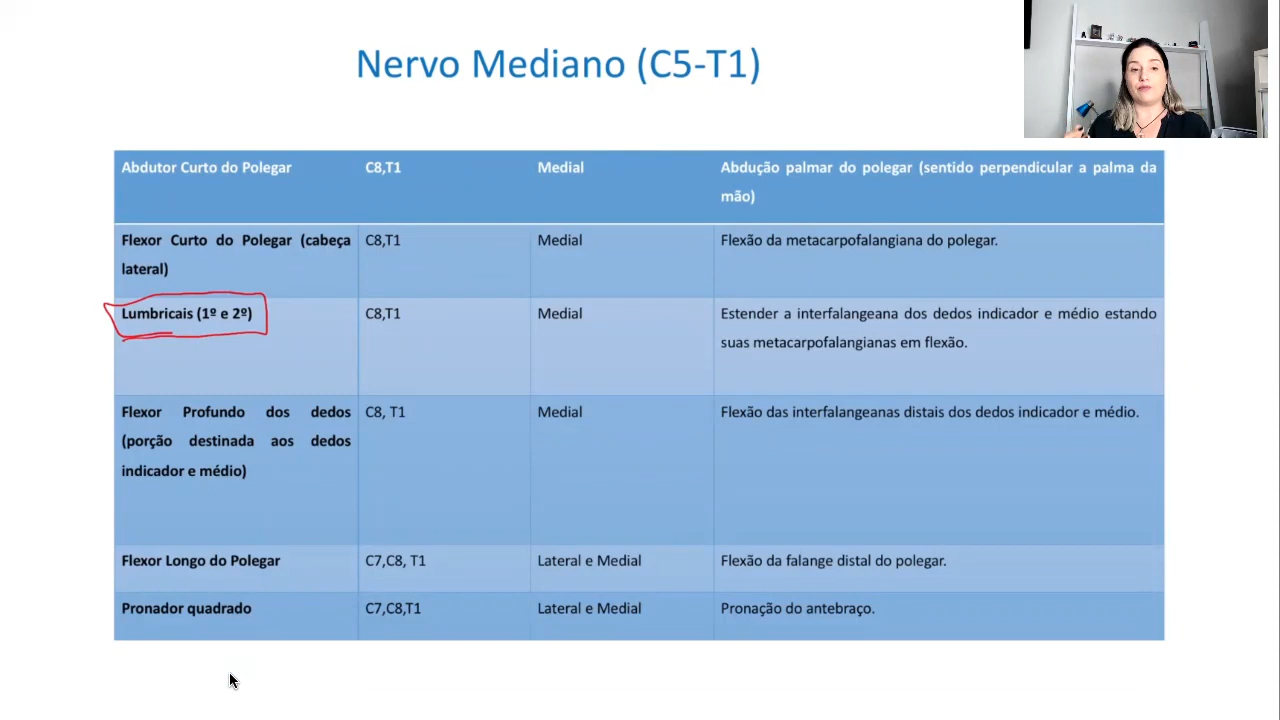 Nervo Mediano (C5-T1)
Abdutor Curto do Polegar C8,T1 Medial Abdução palmar do polegar (sentido perpendicular a palma da
mão)
Flexor Curto do Polegar (cabeça C8,T1 Medial Flexão da metacarpofalangiana do polegar.
lateral)
Lumbricais (1º e 2º) C8,T1 Medial Estender a interfalangeana dos dedos indicador e médio estando
suas metacarpofalangianas em flexão.
Flexor Profundo dos dedos C8, T1 Medial Flexão das interfalangeanas distais dos dedos indicador e médio.
(porção destinada aos dedos
indicador e médio)
Flexor Longo do Polegar C7,C8, T1 Lateral e Medial Flexão da falange distal do polegar.
Pronador quadrado C7,C8,T1 Lateral e Medial Pronação do antebraço.